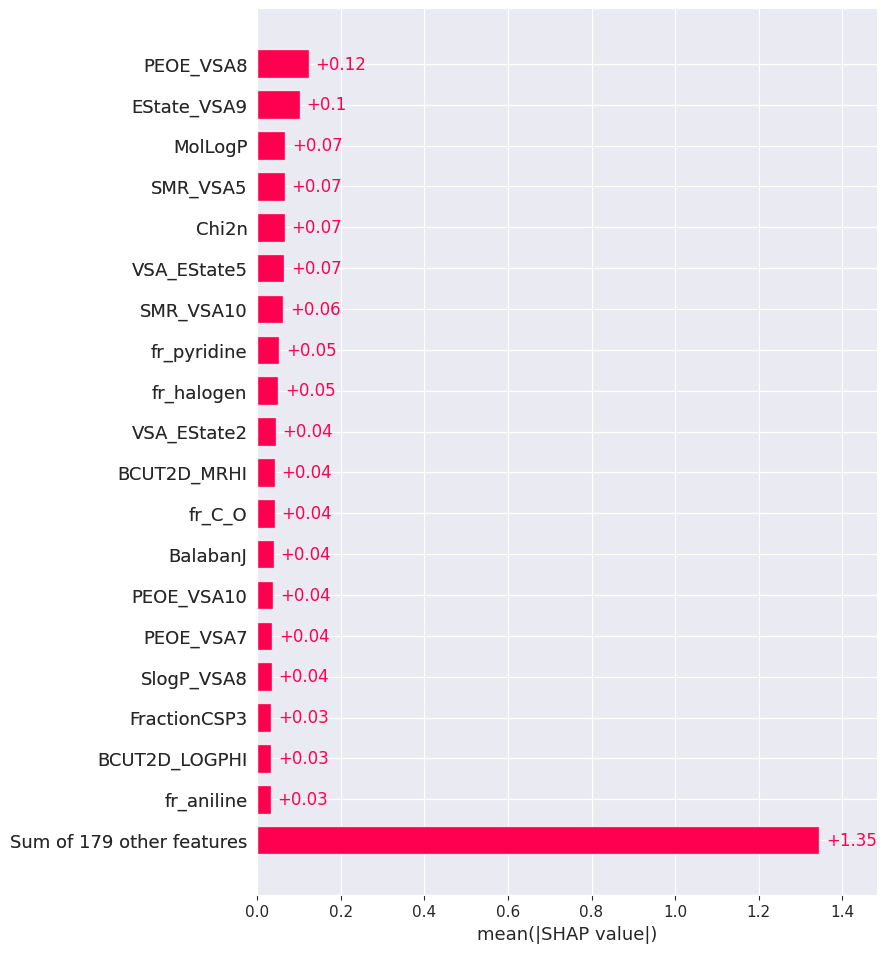 PEOE_VSA8 +0.12
EState_VSA9 +0.1
MolLogP +0.07
SMR_VSA5 +0.07
Chi2n +0.07
VSA_EState5 +0.07
SMR_VSA10 +0.06
fr_pyridine +0.05
fr_halogen +0.05
VSA_EState2 +0.04
BCUT2D_MRHI +0.04
fr_C_O +0.04
BalabanJ +0.04
PEOE_VSA10 +0.04
PEOE_VSA7 +0.04
SlogP_VSA8 +0.04
FractionCSP3 +0.03
BCUT2D_LOGPHI +0.03
fr_aniline +0.03
Sum of 179 other features +1.35
0.0 0.2 0.4 0.6 0.8 1.0 1.2 1.4
mean(|SHAP value|)